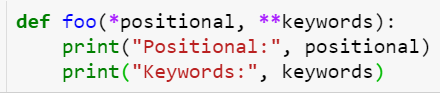 def foo(*positional, **keywords):
    print("Positional:", positional)
    print("Keywords:", keywords)